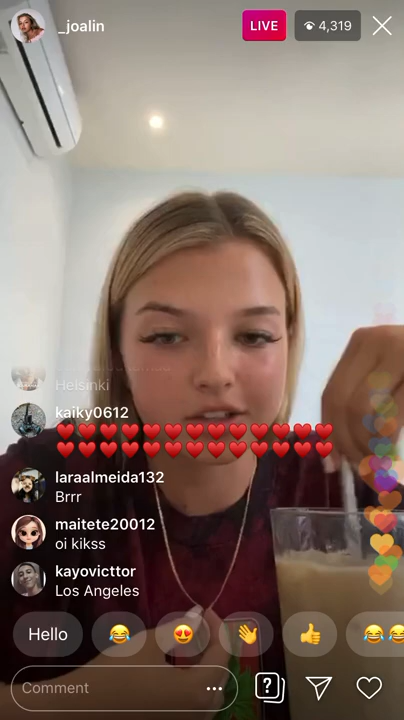 _joalin
LIVE
4,319
Helsinki
kaiky0612
laraalmeida132
Brrr
maitete20012
oi kikss
kayovicttor
Los Angeles
Hello
Comment